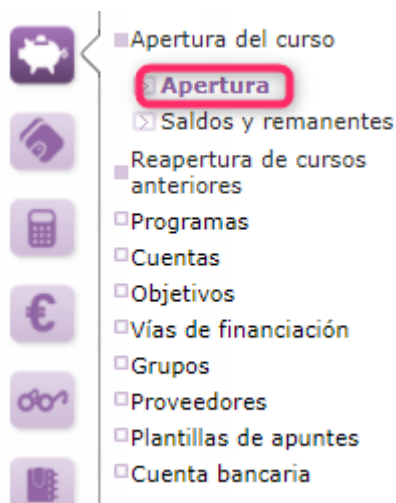 Apertura del curso
Apertura
Saldos y remanentes
Reapertura de cursos
anteriores
Programas
Cuentas
Objetivos
Vías de financiación
Grupos
Proveedores
Plantillas de apuntes
Cuenta bancaria